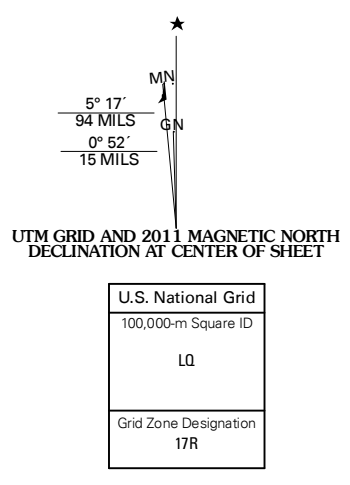 MN
5° 17´
94 MILS
GN
0° 52´
15 MILS
UTM GRID AND 2011 MAGNETIC NORTH
DECLINATION AT CENTER OF SHEET
U.S. National Grid
100,000-m Square ID
LQ
Grid Zone Designation
17R